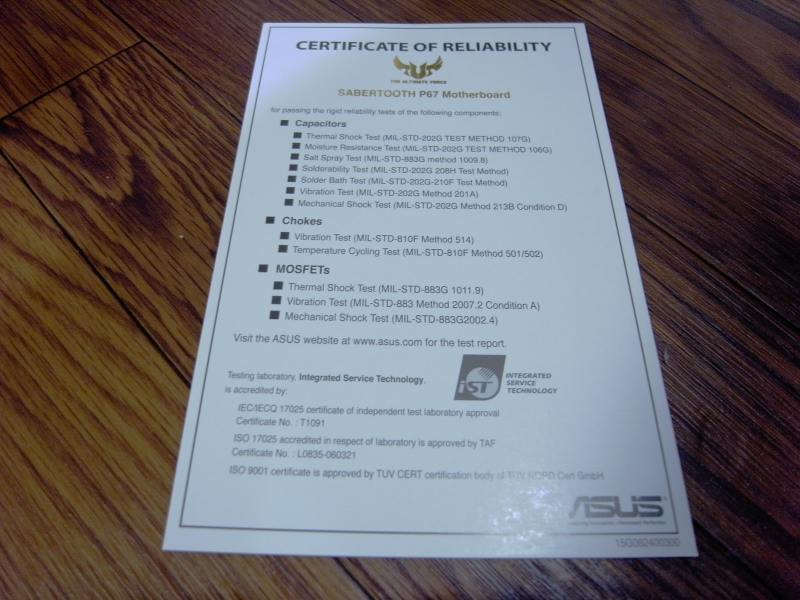 CERTIFICATE OF RELIABILITY
THE ULTIMATE FORCE
SABERTOOTH P67 Motherboard
for passing the rigid reliability tests of the following components:
■ Capacitors
■ Thermal Shock Test (MIL-STD-202G TEST METHOD 107G)
■ Moisture Resistance Test (MIL-STD-202G TEST METHOD 106G)
■ Salt Spray Test (MIL-STD-883G method 1009.8)
■ Solderability Test (MIL-STD-202G 208H Test Method)
■ Solder Bath Test (MIL-STD-202G-210F Test Method)
■ Vibration Test (MIL-STD-202G Method 201A)
■ Mechanical Shock Test (MIL-STD-202G Method 213B Condition D)
■ Chokes
■ Vibration Test (MIL-STD-810F Method 514)
■ Temperature Cycling Test (MIL-STD-810F Method 501/502)
■ MOSFETs
■ Thermal Shock Test (MIL-STD-883G 1011.9)
■ Vibration Test (MIL-STD-883 Method 2007.2 Condition A)
■ Mechanical Shock Test (MIL-STD-883G2002.4)
Visit the ASUS website at www.asus.com for the test report.
Testing laboratory, Integrated Service Technology,
is accredited by:
iST
INTEGRATED
SERVICE
TECHNOLOGY
IEC/IECQ 17025 certificate of independent test laboratory approval
Certificate No. : T1091
ISO 17025 accredited in respect of laboratory is approved by TAF
Certificate No. : L0835-060321
ISO 9001 certificate is approved by TUV CERT certification body of TUV NORD Cert GmbH
ASUS
15G062400300